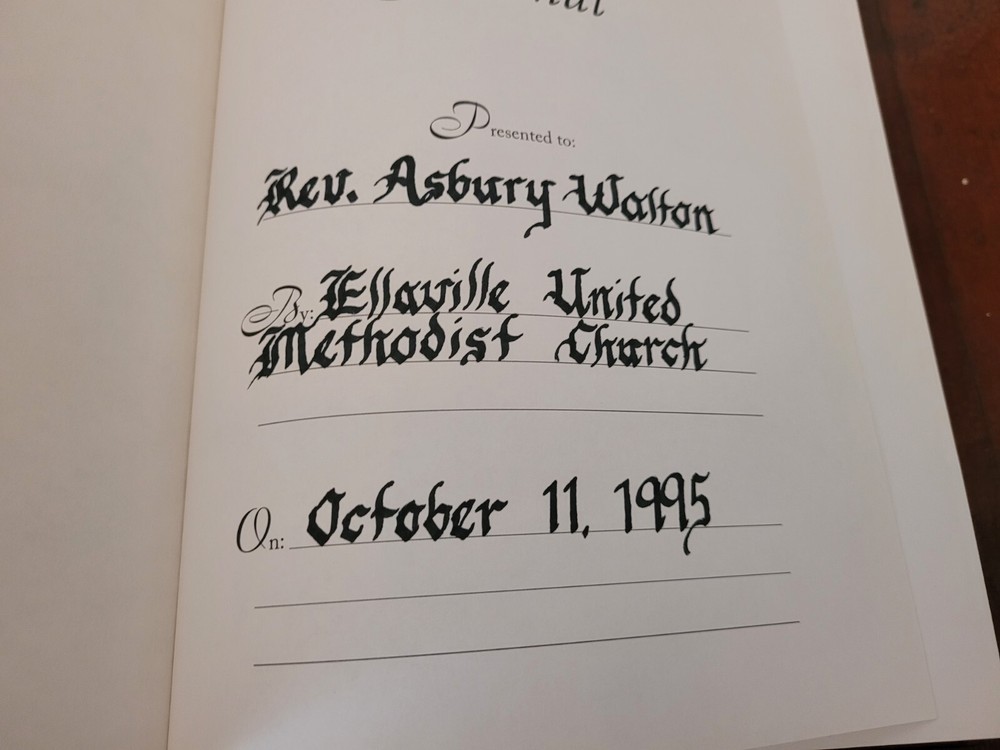 Presented to:
Rev. Asbury Walton
By: Ellaville United
Methodist Church
On: October 11, 1995